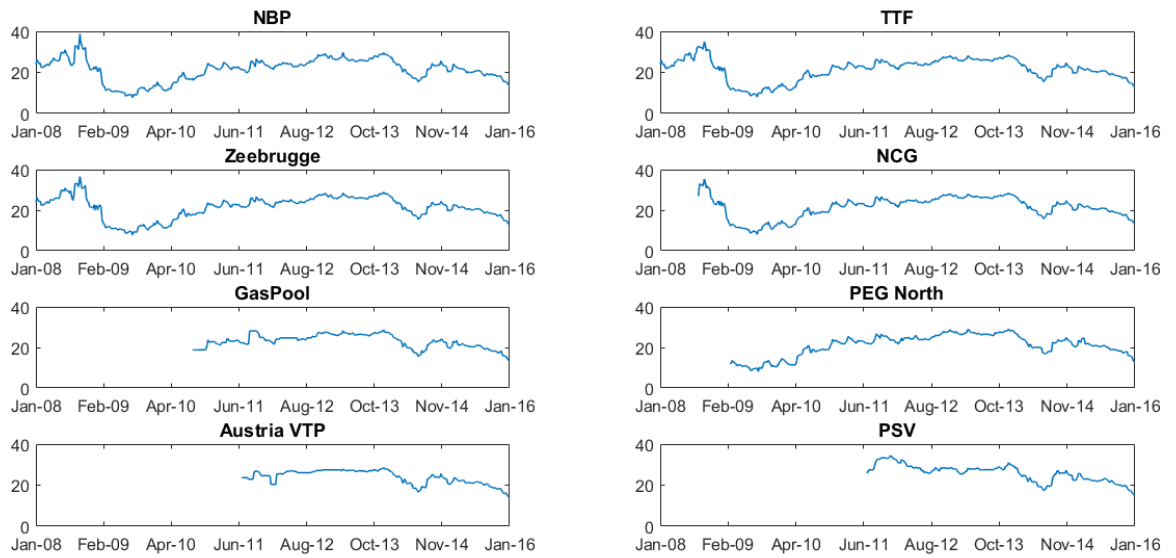 NBP
40
20
0
Jan-08 Feb-09 Apr-10 Jun-11 Aug-12 Oct-13 Nov-14 Jan-16
TTF
40
20
0
Jan-08 Feb-09 Apr-10 Jun-11 Aug-12 Oct-13 Nov-14 Jan-16
Zeebrugge
40
20
0
Jan-08 Feb-09 Apr-10 Jun-11 Aug-12 Oct-13 Nov-14 Jan-16
NCG
40
20
0
Jan-08 Feb-09 Apr-10 Jun-11 Aug-12 Oct-13 Nov-14 Jan-16
GasPool
40
20
0
Jan-08 Feb-09 Apr-10 Jun-11 Aug-12 Oct-13 Nov-14 Jan-16
PEG North
40
20
0
Jan-08 Feb-09 Apr-10 Jun-11 Aug-12 Oct-13 Nov-14 Jan-16
Austria VTP
40
20
0
Jan-08 Feb-09 Apr-10 Jun-11 Aug-12 Oct-13 Nov-14 Jan-16
PSV
40
20
0
Jan-08 Feb-09 Apr-10 Jun-11 Aug-12 Oct-13 Nov-14 Jan-16